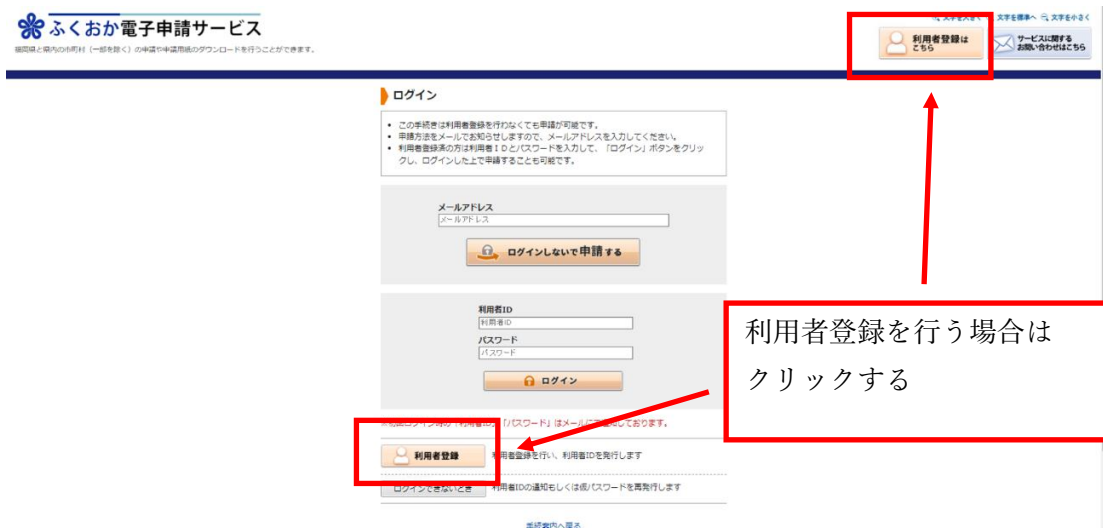 ふくおか電子申請サービス
福岡県と県内の市町村（一部を除く）の申請や申請用紙のダウンロードを行うことができます。
文字を大きく 文字を標準へ 文字を小さく
利用者登録は
こちら
サービスに関する
お問い合わせはこちら
ログイン
• この手続きは利用者登録を行わなくても申請が可能です。
• 申請方法をメールでお知らせしますので、メールアドレスを入力してください。
• 利用者登録済の方は利用者ＩＤとパスワードを入力して、「ログイン」ボタンをクリッ
クし、ログインした上で申請することも可能です。
メールアドレス
メールアドレス
ログインしないで申請する
利用者ID
利用者ID
パスワード
パスワード
ログイン
利用者登録を行う場合は
クリックする
「パスワード」はメールにて通知しております。
利用者登録
利用者登録を行い、利用者IDを発行します
ログインできないとき
利用者IDの通知もしくは仮パスワードを再発行します
手続案内へ戻る